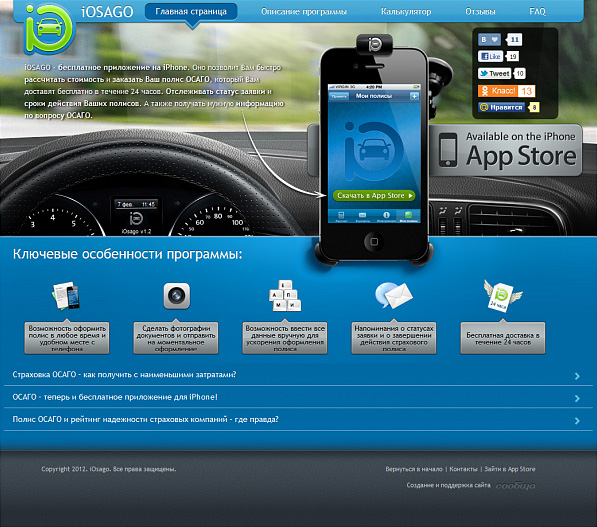 iOSAGO
Главная страница
Описание программы
Калькулятор
Отзывы
FAQ
iOSAGO - бесплатное приложение на iPhone. Оно позволит Вам быстро
рассчитать стоимость и заказать Ваш полис ОСАГО, который Вам
доставят бесплатно в течение 24 часов. Отслеживать статус заявки и
сроки действия Ваших полисов. А также получать нужную информацию
по вопросу ОСАГО.
В 11
Like 19
Tweet 10
Класс! 13
Нравится 8
4:20 PM
Мои полисы
Скачать в App Store
Available on the iPhone
App Store
7 фев. 11:45
iOsago v1.2
Ключевые особенности программы:
24 часа
Возможность оформить
полис в любое время и
удобном месте с
телефона
Сделать фотографии
документов и отправить
на моментальное
оформление
Возможность ввести все
данные вручную для
ускорения оформления
полиса
Напоминания о статусах
заявки и о завершении
действия страхового
полиса
Бесплатная доставка в
течение 24 часов
Страховка ОСАГО - как получить с наименьшими затратами?
ОСАГО - теперь и бесплатное приложение для iPhone!
Полис ОСАГО и рейтинг надежности страховых компаний - где правда?
Copyright 2012. iOsago. Все права защищены.
Вернуться в начало | Контакты | Зайти в App Store
Создание и поддержка сайта сообщи